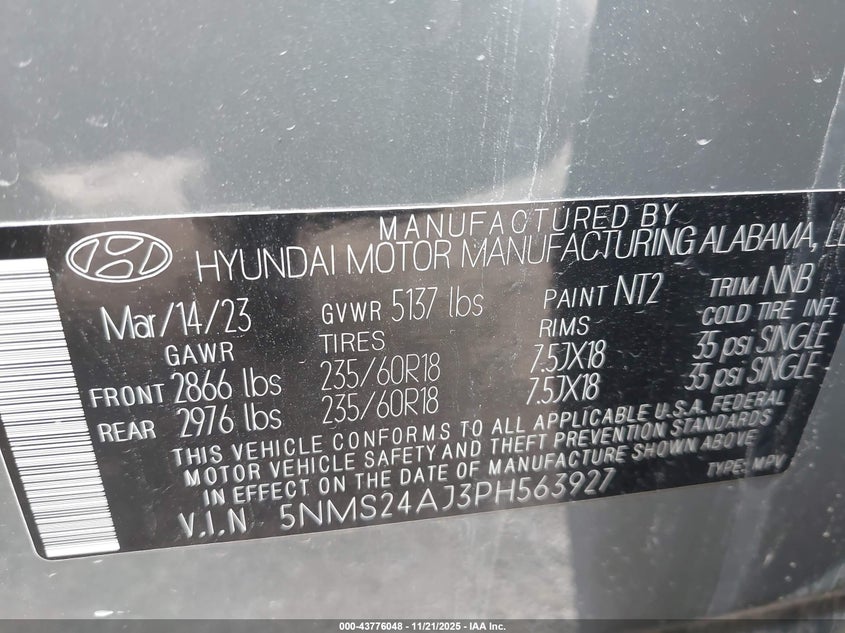 MANUFACTURED BY
HYUNDAI MOTOR MANUFACTURING ALABAMA, LL
Mar/14/23 GVWR 5137 lbs PAINT NT2 TRIM NNB
GAWR TIRES RIMS COLD TIRE INFL
FRONT 2866 lbs 235/60R18 7.5JX18 35 psi SINGLE
REAR 2976 lbs 235/60R18 7.5JX18 35 psi SINGLE
THIS VEHICLE CONFORMS TO ALL APPLICABLE U.S.A. FEDERAL
MOTOR VEHICLE SAFETY AND THEFT PREVENTION STANDARDS
IN EFFECT ON THE DATE OF MANUFACTURE SHOWN ABOVE
V.I.N 5NMS24AJ3PH563927 TYPE: MPV
000-43776048 - 11/21/2025 - IAA Inc.